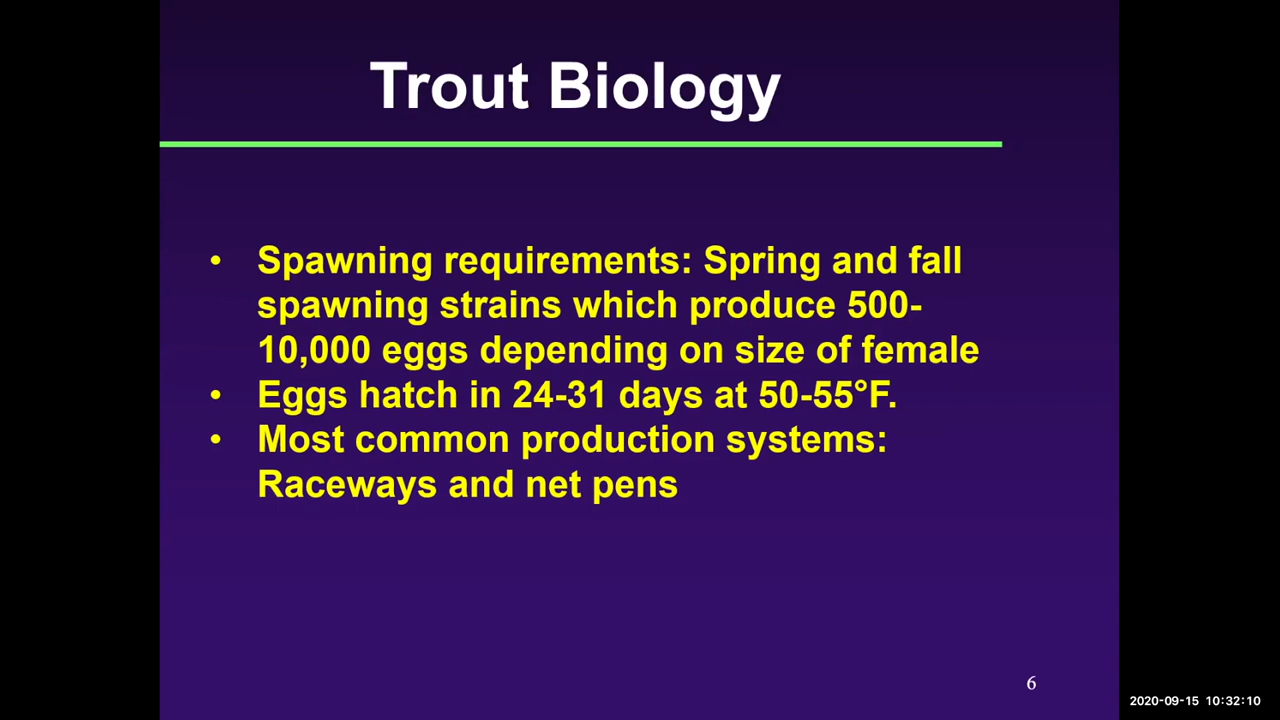 Trout Biology
• Spawning requirements: Spring and fall
spawning strains which produce 500-
10,000 eggs depending on size of female
• Eggs hatch in 24-31 days at 50-55°F.
• Most common production systems:
Raceways and net pens
6
2020-09-15 10:32:10